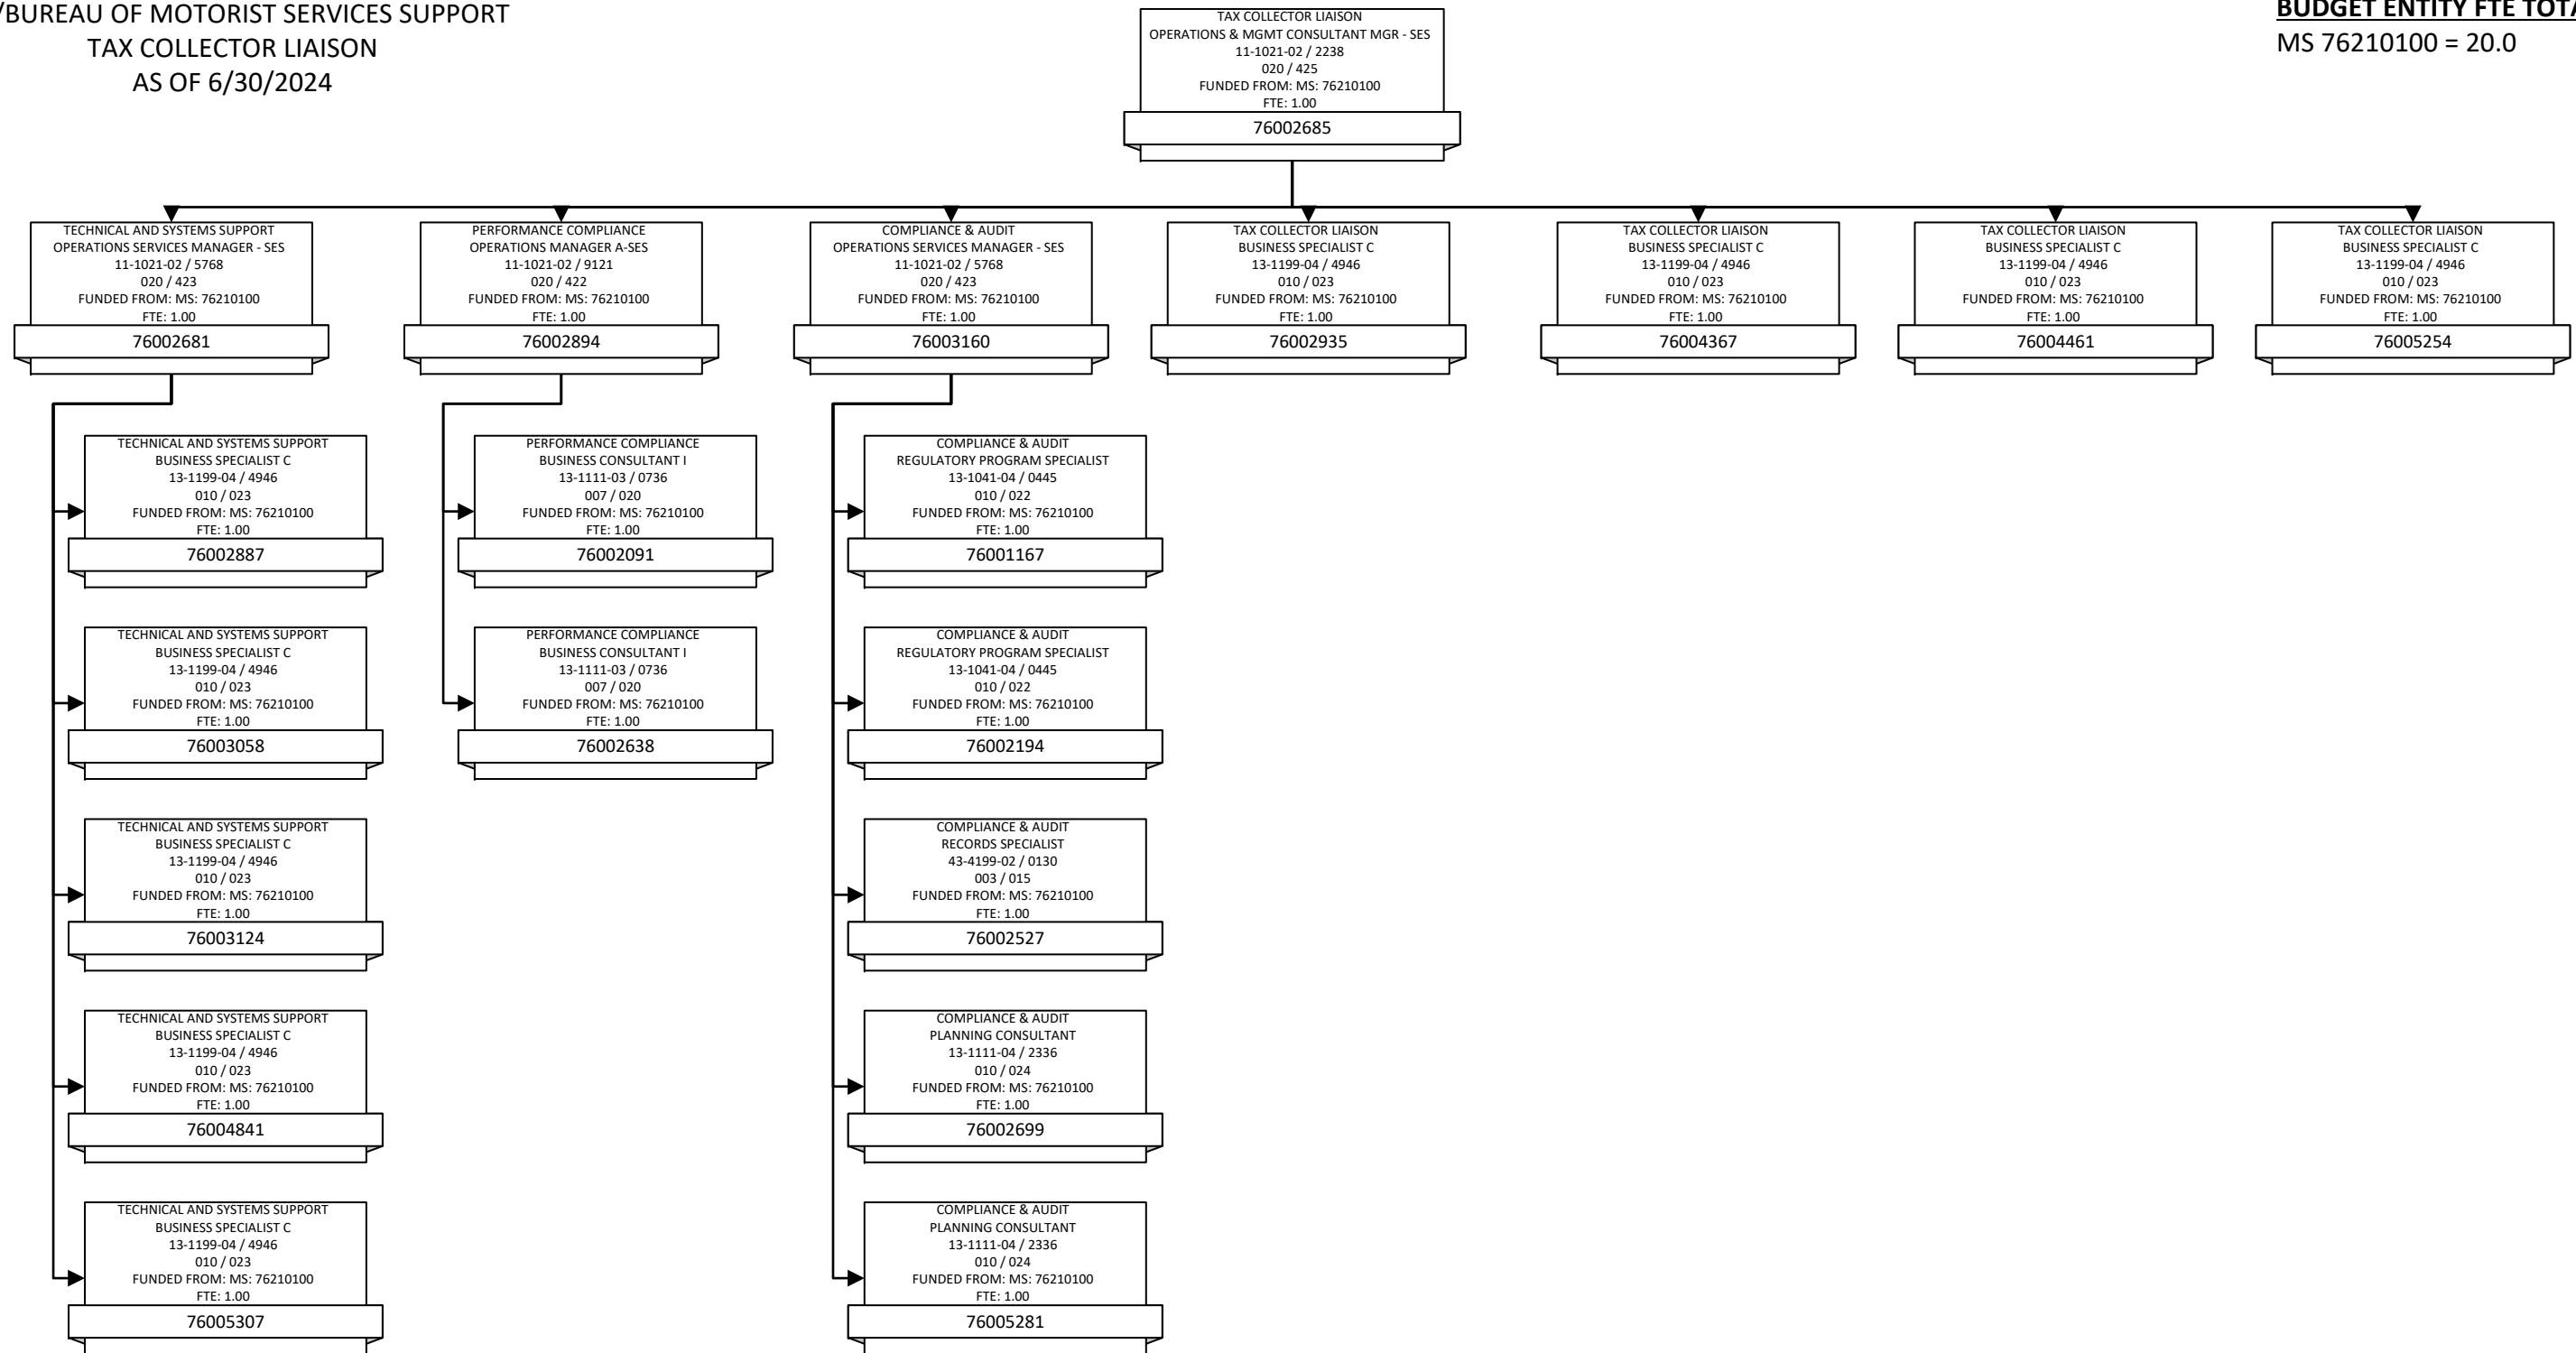 /BUREAU OF MOTORIST SERVICES SUPPORT
TAX COLLECTOR LIAISON
AS OF 6/30/2024
BUDGET ENTITY FTE TOTA
MS 76210100 = 20.0
TAX COLLECTOR LIAISON
OPERATIONS & MGMT CONSULTANT MGR - SES
11-1021-02 / 2238
020 / 425
FUNDED FROM: MS: 76210100
FTE: 1.00
76002685
TECHNICAL AND SYSTEMS SUPPORT
OPERATIONS SERVICES MANAGER - SES
11-1021-02 / 5768
020 / 423
FUNDED FROM: MS: 76210100
FTE: 1.00
76002681
PERFORMANCE COMPLIANCE
OPERATIONS MANAGER A-SES
11-1021-02 / 9121
020 / 422
FUNDED FROM: MS: 76210100
FTE: 1.00
76002894
COMPLIANCE & AUDIT
OPERATIONS SERVICES MANAGER - SES
11-1021-02 / 5768
020 / 423
FUNDED FROM: MS: 76210100
FTE: 1.00
76003160
TAX COLLECTOR LIAISON
BUSINESS SPECIALIST C
13-1199-04 / 4946
010 / 023
FUNDED FROM: MS: 76210100
FTE: 1.00
76002935
TAX COLLECTOR LIAISON
BUSINESS SPECIALIST C
13-1199-04 / 4946
010 / 023
FUNDED FROM: MS: 76210100
FTE: 1.00
76004367
TAX COLLECTOR LIAISON
BUSINESS SPECIALIST C
13-1199-04 / 4946
010 / 023
FUNDED FROM: MS: 76210100
FTE: 1.00
76004461
TAX COLLECTOR LIAISON
BUSINESS SPECIALIST C
13-1199-04 / 4946
010 / 023
FUNDED FROM: MS: 76210100
FTE: 1.00
76005254
TECHNICAL AND SYSTEMS SUPPORT
BUSINESS SPECIALIST C
13-1199-04 / 4946
010 / 023
FUNDED FROM: MS: 76210100
FTE: 1.00
76002887
TECHNICAL AND SYSTEMS SUPPORT
BUSINESS SPECIALIST C
13-1199-04 / 4946
010 / 023
FUNDED FROM: MS: 76210100
FTE: 1.00
76003058
TECHNICAL AND SYSTEMS SUPPORT
BUSINESS SPECIALIST C
13-1199-04 / 4946
010 / 023
FUNDED FROM: MS: 76210100
FTE: 1.00
76003124
TECHNICAL AND SYSTEMS SUPPORT
BUSINESS SPECIALIST C
13-1199-04 / 4946
010 / 023
FUNDED FROM: MS: 76210100
FTE: 1.00
76004841
TECHNICAL AND SYSTEMS SUPPORT
BUSINESS SPECIALIST C
13-1199-04 / 4946
010 / 023
FUNDED FROM: MS: 76210100
FTE: 1.00
76005307
PERFORMANCE COMPLIANCE
BUSINESS CONSULTANT I
13-1111-03 / 0736
007 / 020
FUNDED FROM: MS: 76210100
FTE: 1.00
76002091
PERFORMANCE COMPLIANCE
BUSINESS CONSULTANT I
13-1111-03 / 0736
007 / 020
FUNDED FROM: MS: 76210100
FTE: 1.00
76002638
COMPLIANCE & AUDIT
REGULATORY PROGRAM SPECIALIST
13-1041-04 / 0445
010 / 022
FUNDED FROM: MS: 76210100
FTE: 1.00
76001167
COMPLIANCE & AUDIT
REGULATORY PROGRAM SPECIALIST
13-1041-04 / 0445
010 / 022
FUNDED FROM: MS: 76210100
FTE: 1.00
76002194
COMPLIANCE & AUDIT
RECORDS SPECIALIST
43-4199-02 / 0130
003 / 015
FUNDED FROM: MS: 76210100
FTE: 1.00
76002527
COMPLIANCE & AUDIT
PLANNING CONSULTANT
13-1111-04 / 2336
010 / 024
FUNDED FROM: MS: 76210100
FTE: 1.00
76002699
COMPLIANCE & AUDIT
PLANNING CONSULTANT
13-1111-04 / 2336
010 / 024
FUNDED FROM: MS: 76210100
FTE: 1.00
76005281